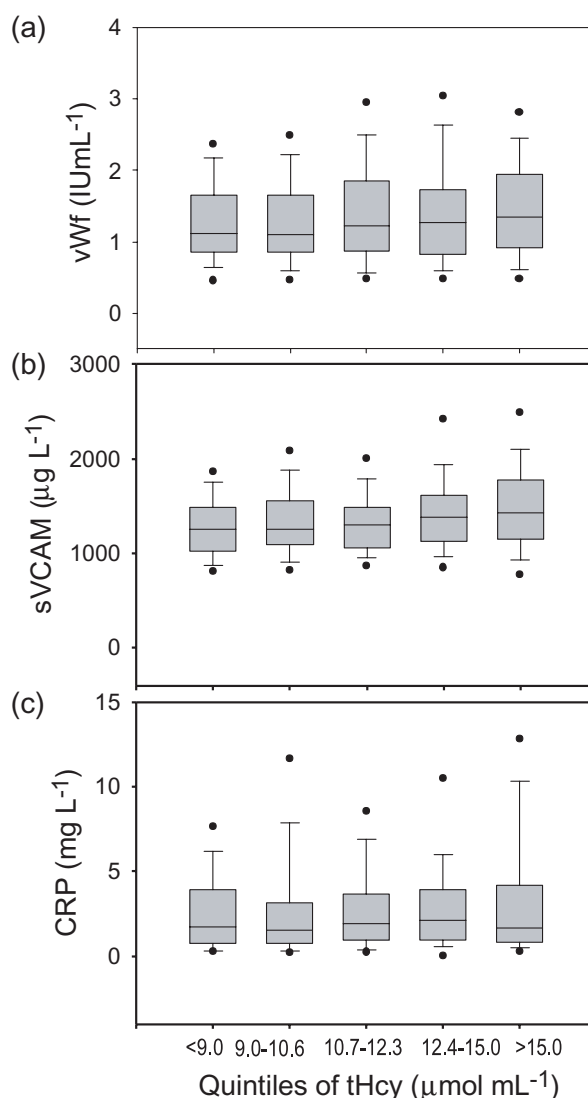 (a)
4
3
2
1
0
vWf (IUmL-1)
(b)
3000
2000
1000
0
sVCAM (μg L-1)
(c)
15
10
5
0
CRP (mg L-1)
<9.0 9.0-10.6 10.7-12.3 12.4-15.0 >15.0
Quintiles of tHcy (μmol mL-1)